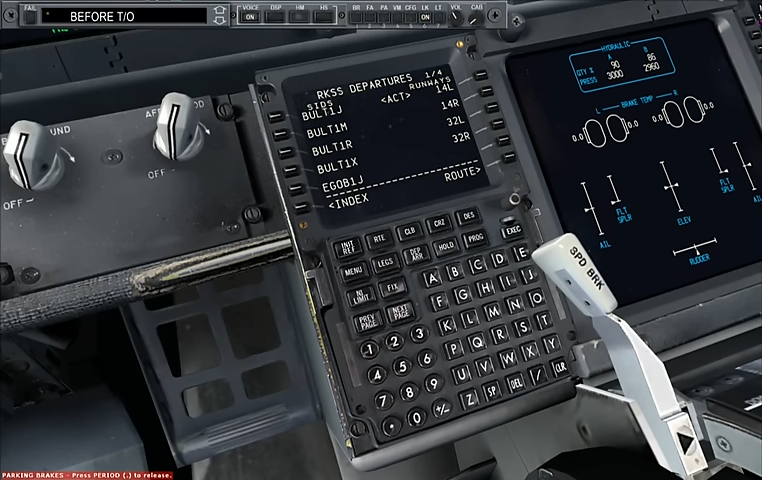 FAIL
BEFORE T/O
VOICE DSP HM HS
ON
BR FA PA VM CFG LK LT VOL CAB
ON
RKSS DEPARTURES 1/4
SIDS <ACT> RUNWAYS
BULT1J 14L
BULT1M 14R
BULT1R 32L
BULT1X 32R
EGOB1J
<INDEX ROUTE>
INIT REF RTE CLB CRZ DES
MENU LEGS DEP ARR HOLD PROG EXEC
N1 LIMIT FIX
PREV PAGE NEXT PAGE
A B C D E
F G H I J
K L M N O
P Q R S T
U V W X Y
Z SP DEL / CLR
1 2 3
4 5 6
7 8 9
. 0 +/-
OFF
OFF
HYDRAULIC
A B
QTY % 90 86
PRESS 3000 2960
L BRAKE TEMP R
0.0 0.0 0.0 0.0
FLT SPLR
FLT SPLR
AIL ELEV AIL
RUDDER
SPD BRK
PARKING BRAKES - Press PERIOD (.) to release.